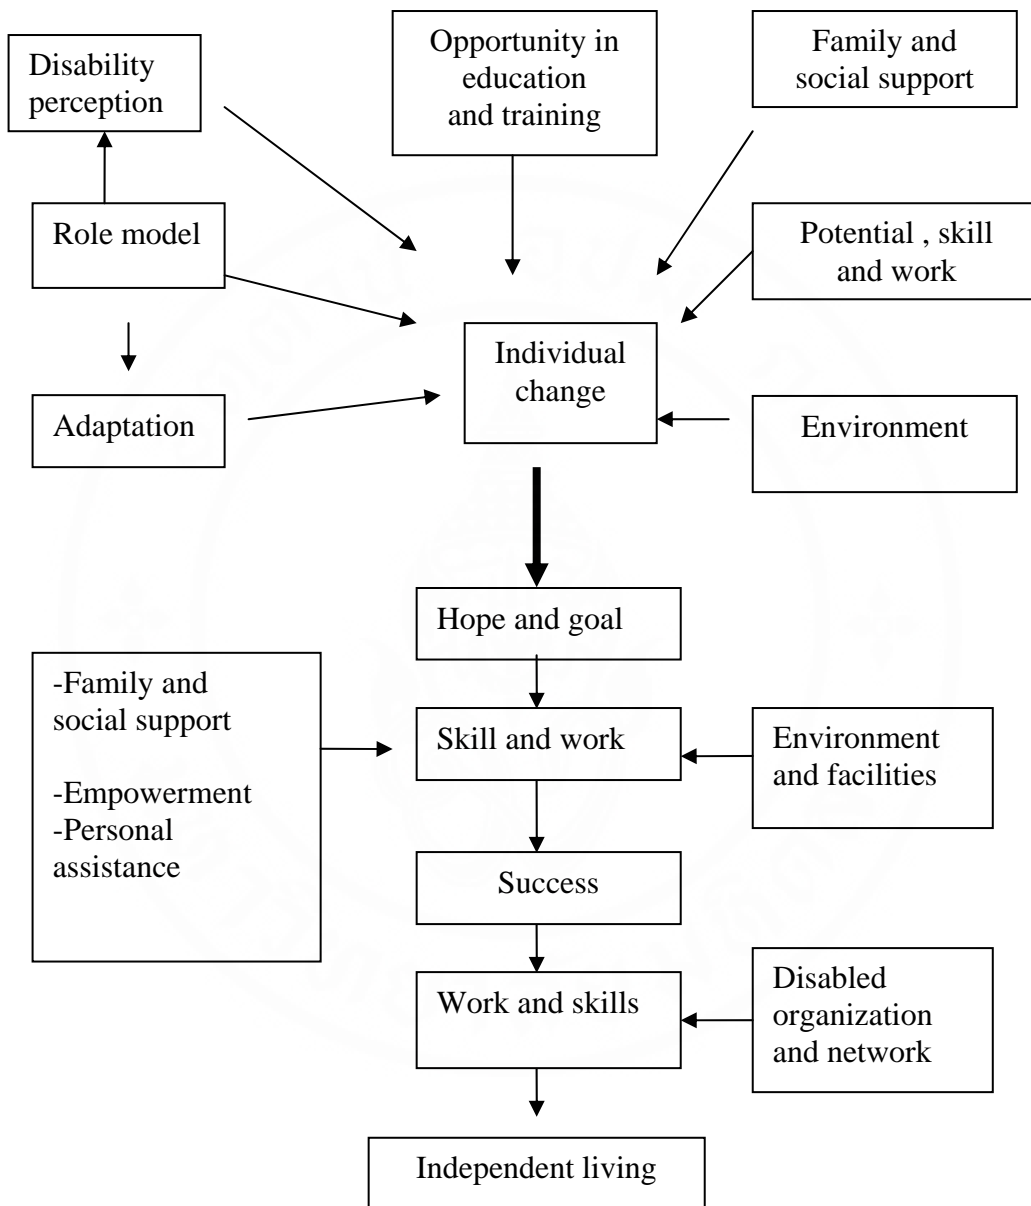 Disability
perception
Opportunity in
education
and training
Family and
social support
Role model
Potential , skill
and work
Individual
change
Adaptation
Environment
Hope and goal
-Family and
social support
-Empowerment
-Personal
assistance
Skill and work
Environment
and facilities
Success
Work and skills
Disabled
organization
and network
Independent living